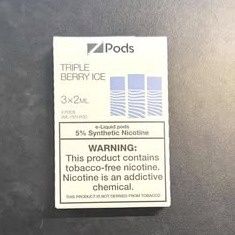 ZPods
TRIPLE
BERRY ICE
3×2ML
e-Liquid pods
5% Synthetic Nicotine
WARNING:
This product contains
tobacco-free nicotine.
Nicotine is an addictive
chemical.
THIS PRODUCT IS NOT DERIVED FROM TOBACCO